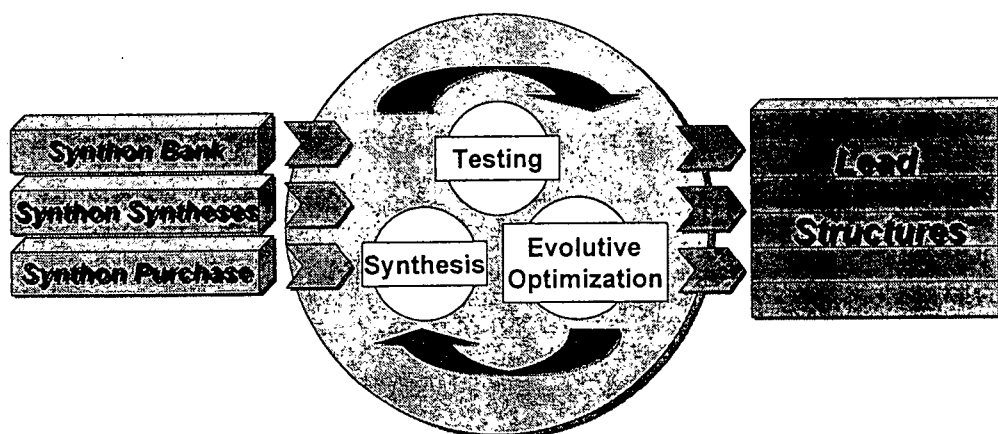 Synthon Bank
Synthon Syntheses
Synthon Purchase
Testing
Synthesis
Evolutive
Optimization
Lead
Structures